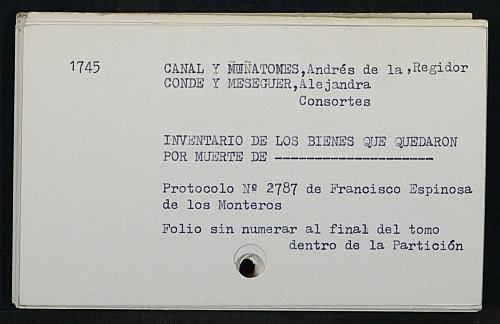 1745 CANAL Y MUÑATONES, Andrés de la, Regidor
CONDE Y MESEGUER, Alejandra
Consortes
INVENTARIO DE LOS BIENES QUE QUEDARON
POR MUERTE DE --------------------
Protocolo Nº 2787 de Francisco Espinosa
de los Monteros
Folio sin numerar al final del tomo
dentro de la Partición